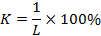 K = 1/L × 100%